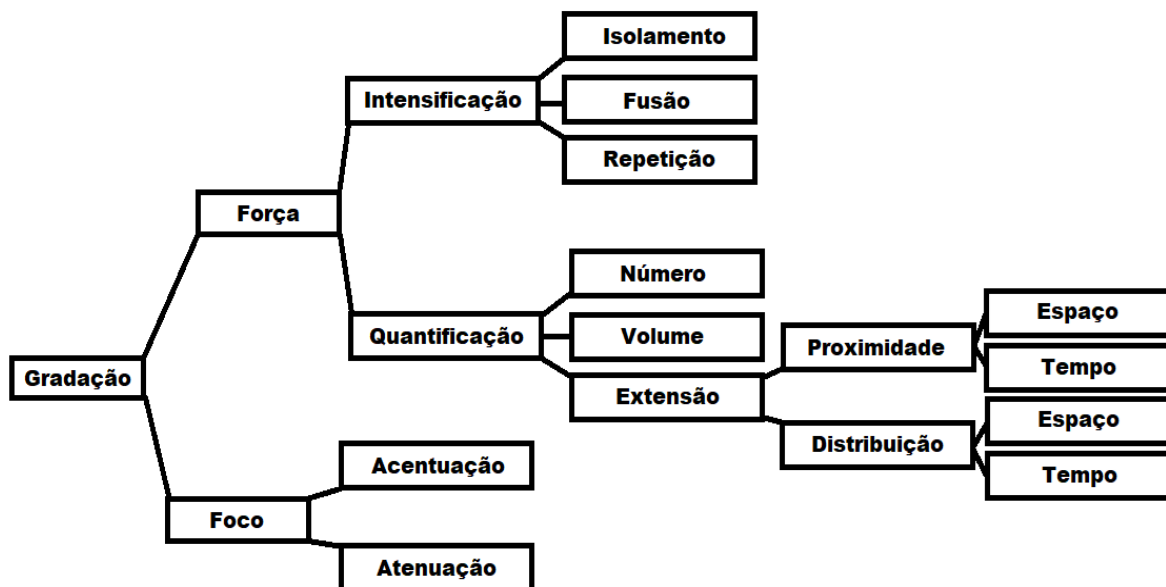 Isolamento
Intensificação
Fusão
Repetição
Força
Número
Espaço
Quantificação
Volume
Proximidade
Gradação
Tempo
Extensão
Espaço
Acentuação
Distribuição
Tempo
Foco
Atenuação